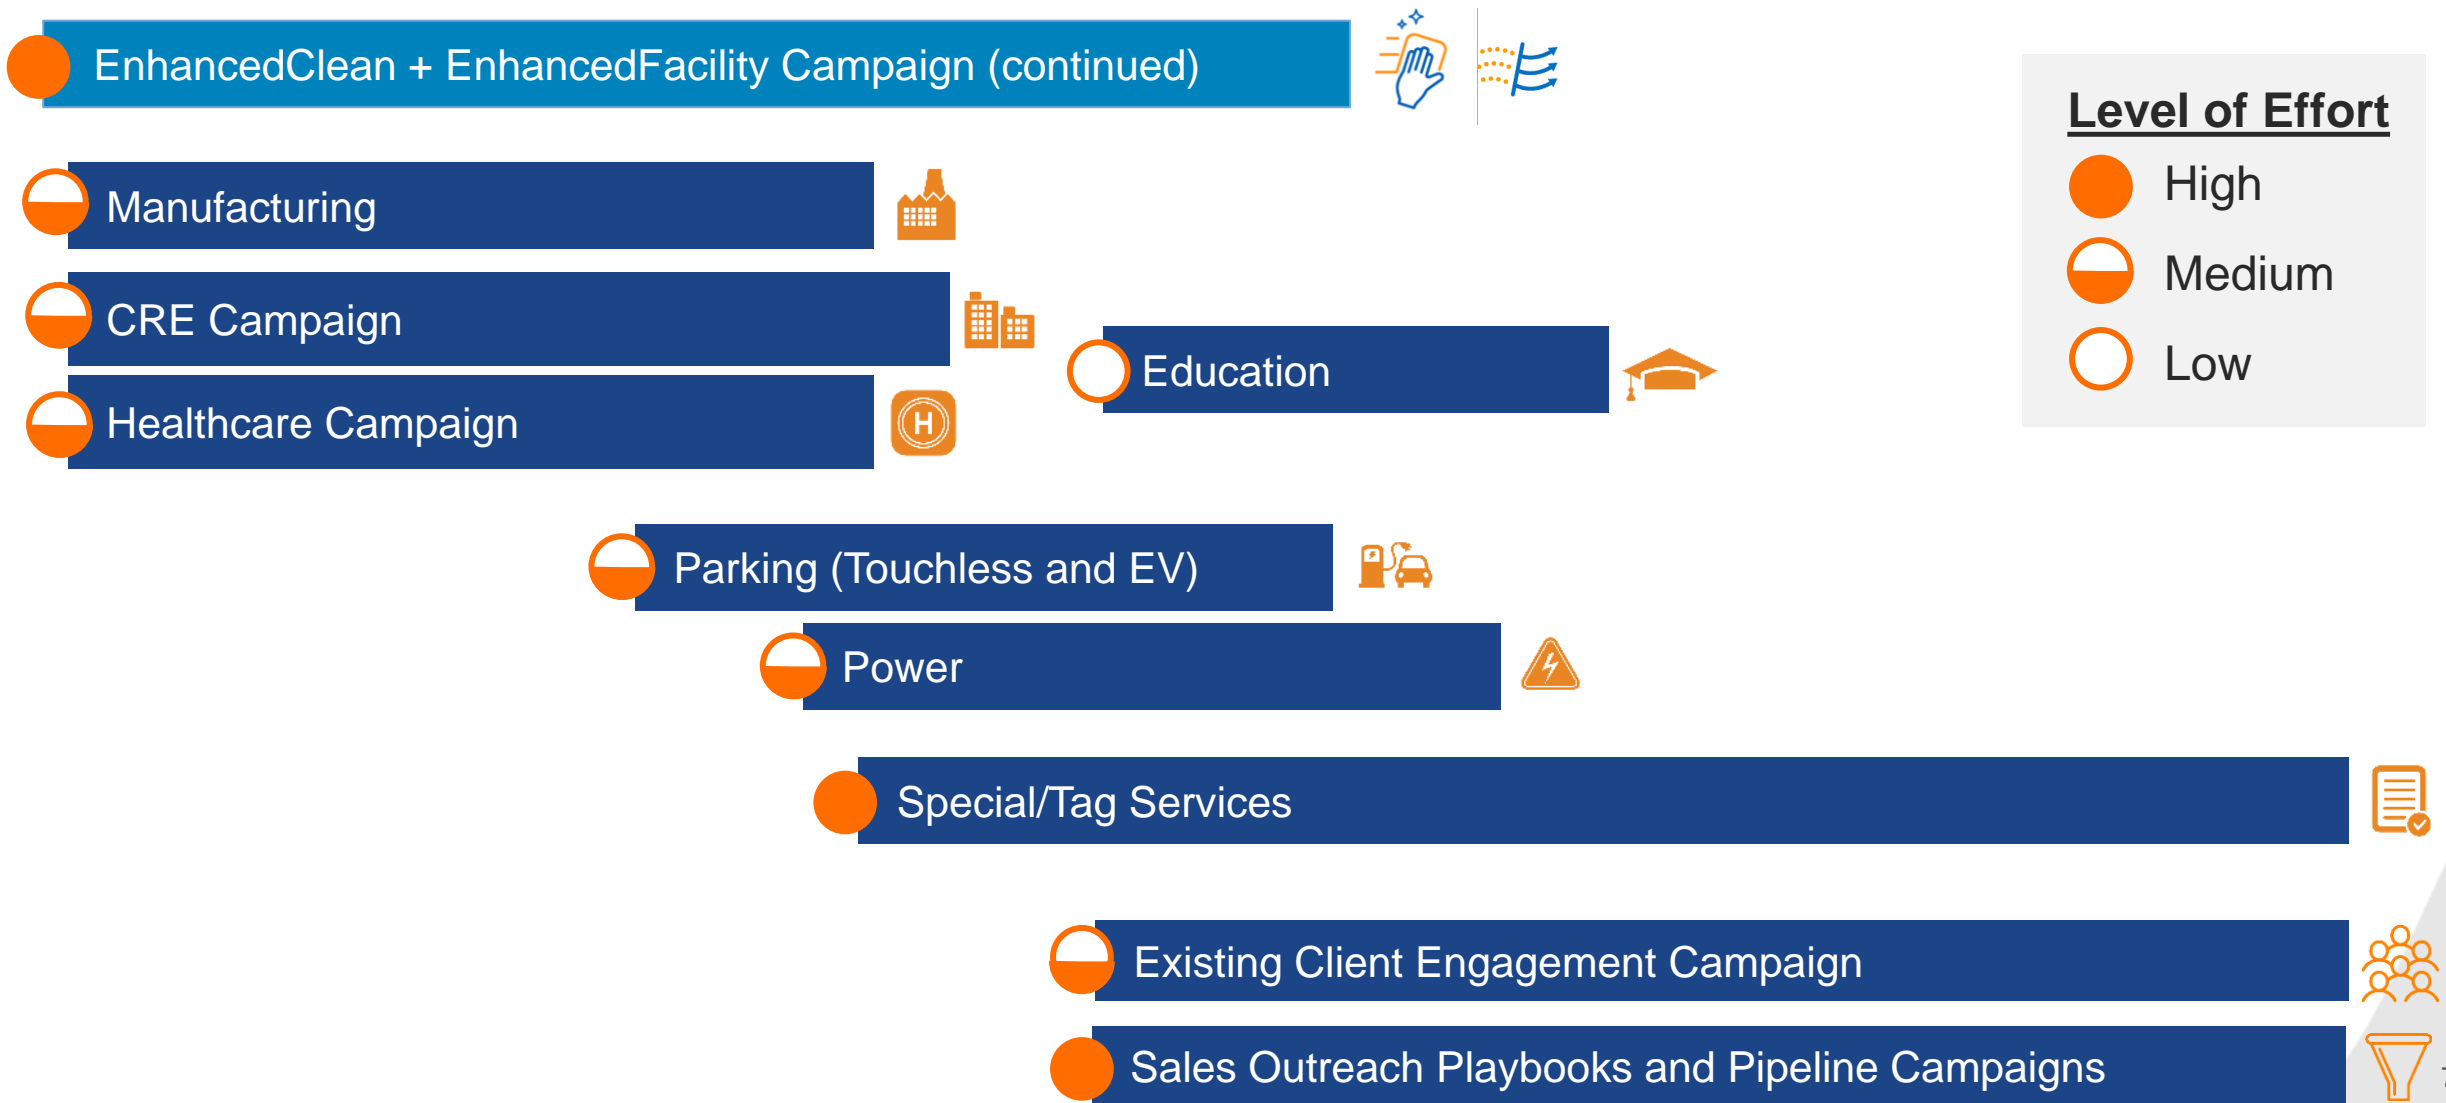 EnhancedClean + EnhancedFacility Campaign (continued)
Level of Effort
High
Medium
Low
Manufacturing
CRE Campaign
Education
Healthcare Campaign
H
Parking (Touchless and EV)
Power
Special/Tag Services
Existing Client Engagement Campaign
Sales Outreach Playbooks and Pipeline Campaigns